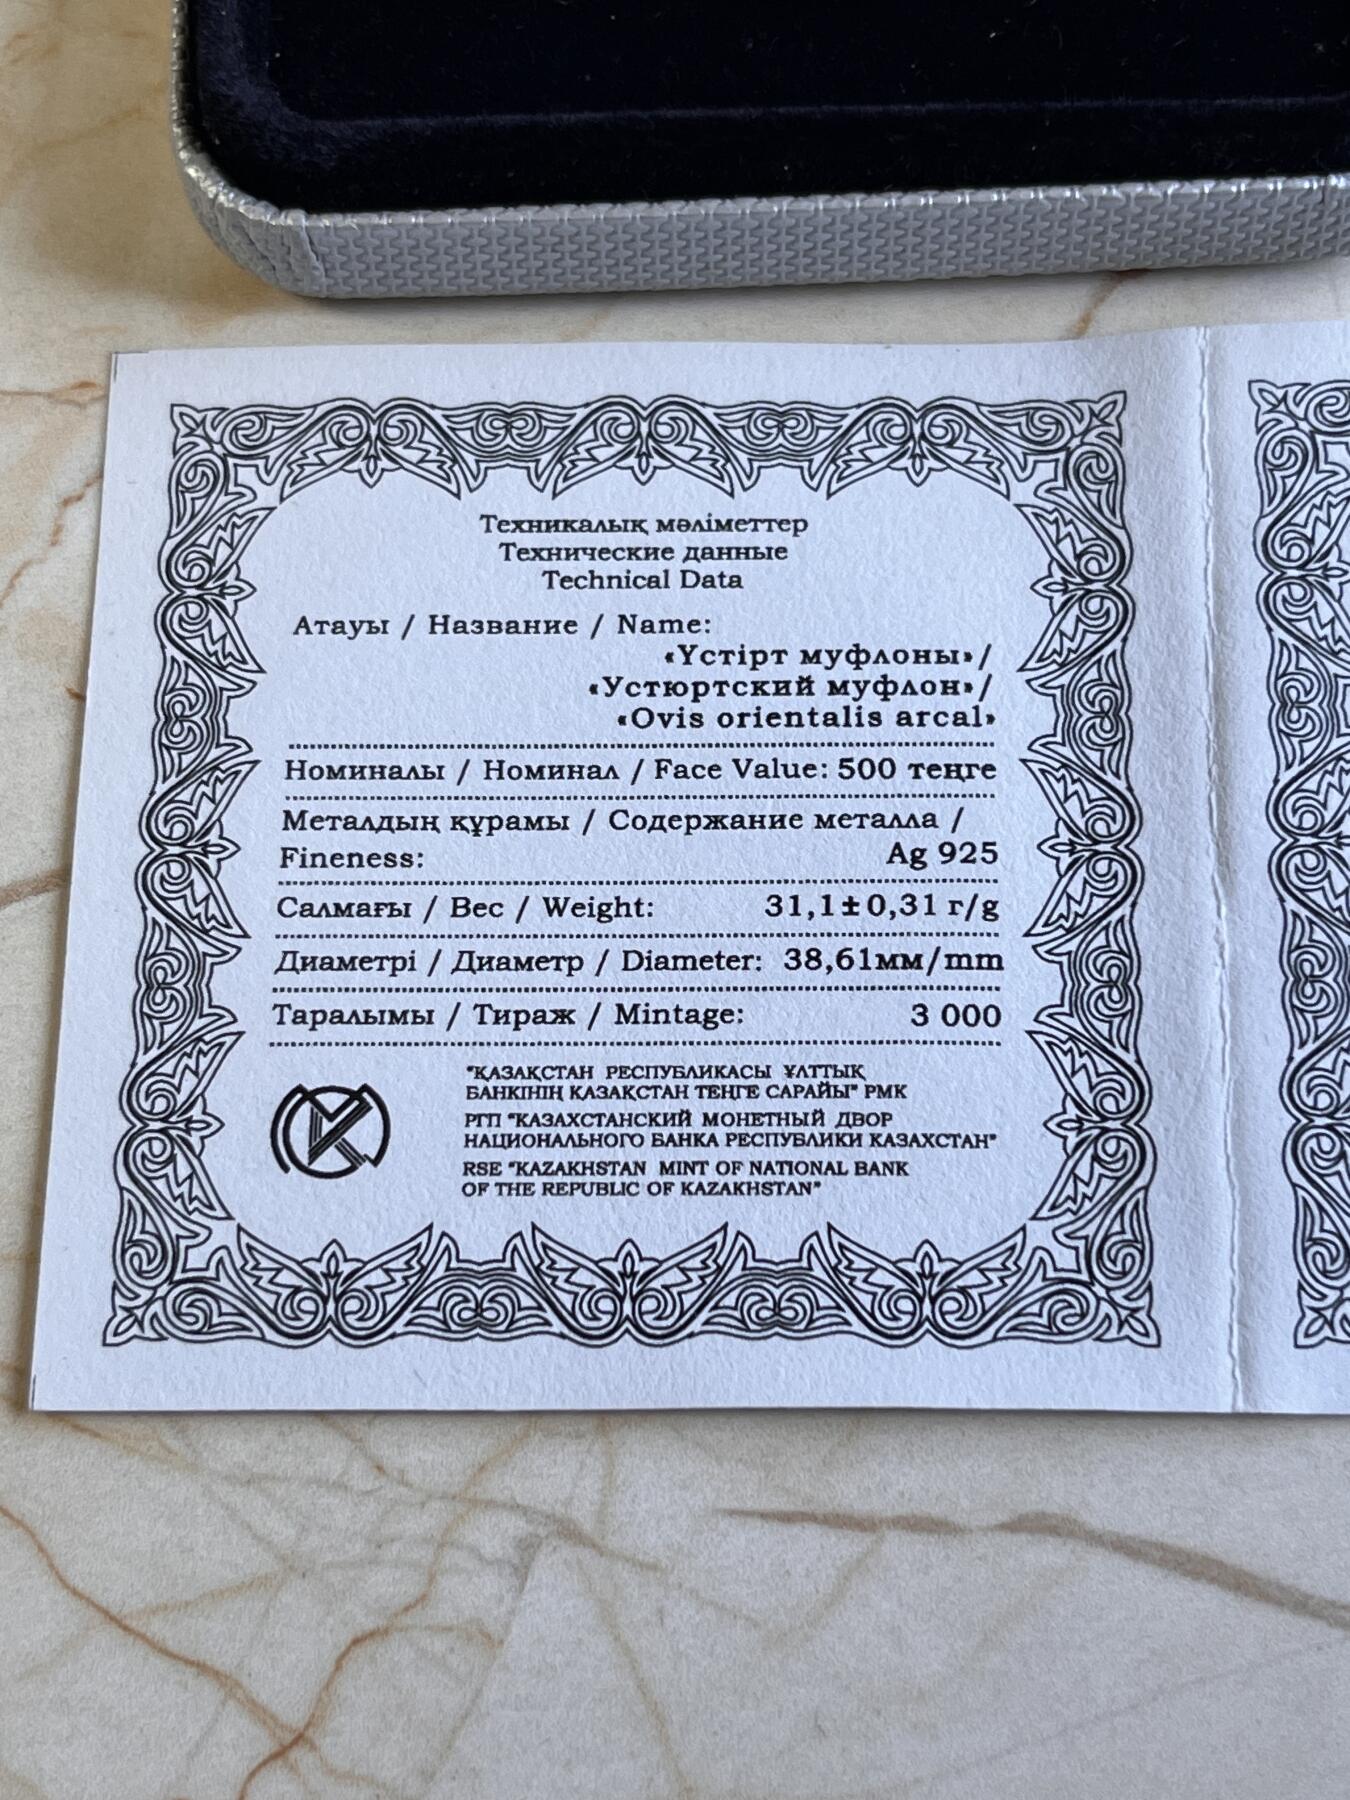 Техникалық мәліметтер
Технические данные
Technical Data
Атауы / Название / Name:
«Үстірт муфлоны»/
«Устюртский муфлон»/
«Ovis orientalis arcal»
Номиналы / Номинал / Face Value: 500 теңге
Металдың құрамы / Содержание металла /
Fineness: Ag 925
Салмағы / Вес / Weight: 31,1±0,31 г/g
Диаметрі / Диаметр / Diameter: 38,61мм/mm
Таралымы / Тираж / Mintage: 3 000
"ҚАЗАҚСТАН РЕСПУБЛИКАСЫ ҰЛТТЫҚ
БАНКІНІҢ ҚАЗАҚСТАН ТЕҢГЕ САРАЙЫ" РМК
РГП "КАЗАХСТАНСКИЙ МОНЕТНЫЙ ДВОР
НАЦИОНАЛЬНОГО БАНКА РЕСПУБЛИКИ КАЗАХСТАН"
RSE "KAZAKHSTAN MINT OF NATIONAL BANK
OF THE REPUBLIC OF KAZAKHSTAN"